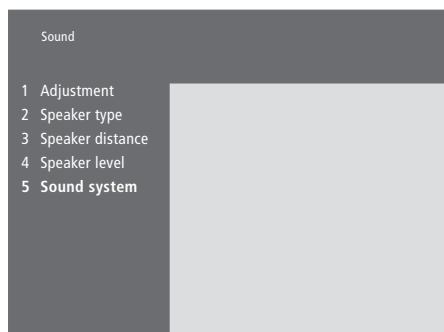 Sound
1 Adjustment
2 Speaker type
3 Speaker distance
4 Speaker level
5 Sound system